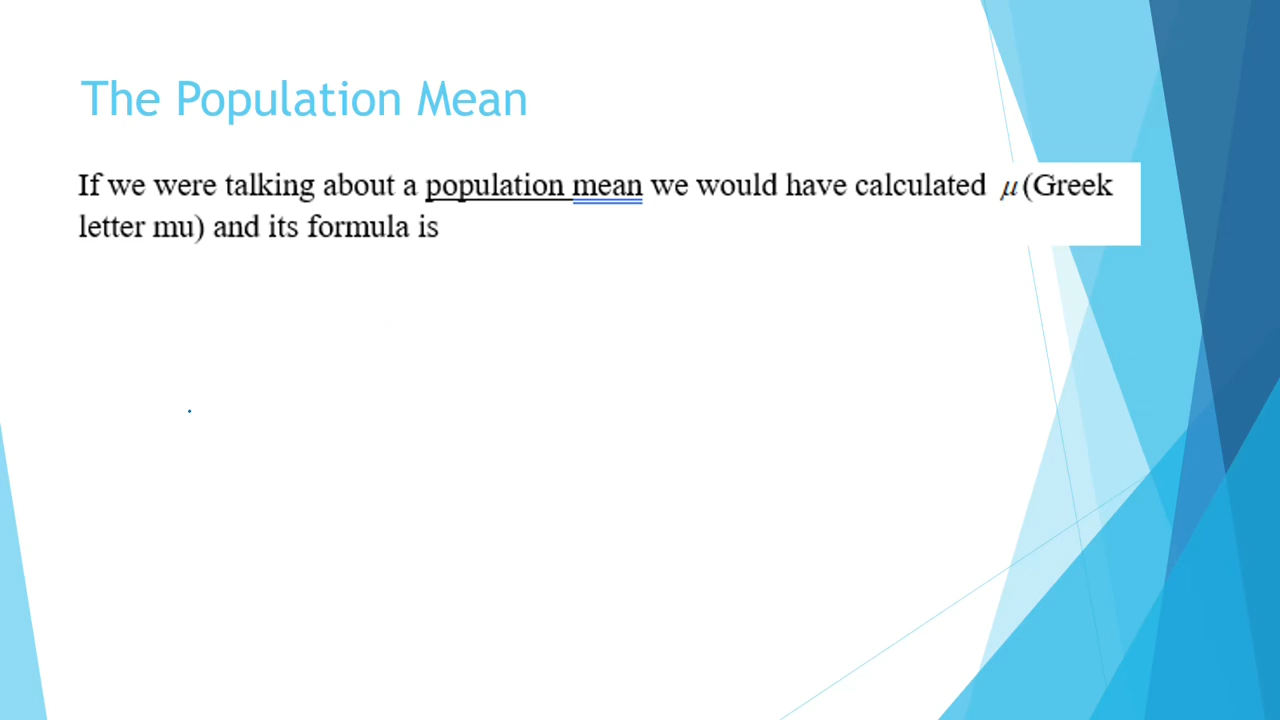 The Population Mean
If we were talking about a population mean we would have calculated μ (Greek
letter mu) and its formula is